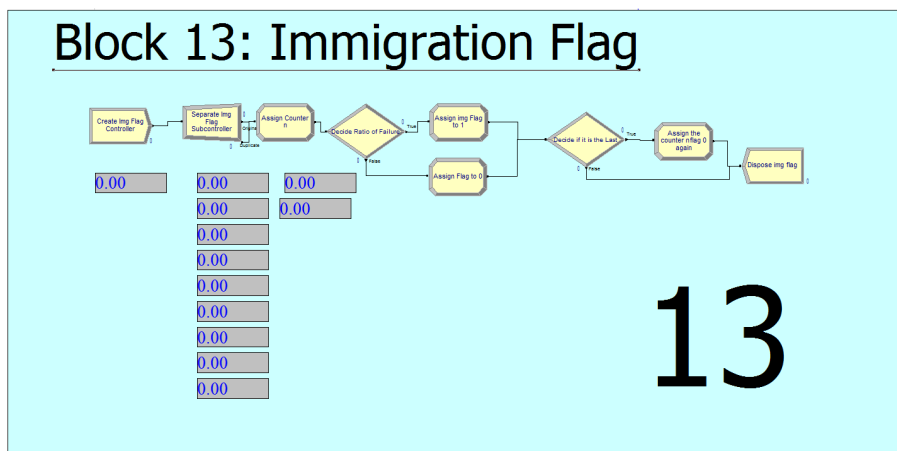 Block 13: Immigration Flag
Create Img Flag
Controller
Separate Img
Flag
Subcontroller
Original
Duplicate
Assign Counter
n
Decide Ratio of Failure
True
False
Assign img Flag
to 1
Assign Flag to 0
Decide if it is the Last
True
False
Assign the
counter nflag 0
again
Dispose img flag
0.00
0.00
0.00
0.00
0.00
0.00
0.00
0.00
0.00
0.00
0.00
0.00
13